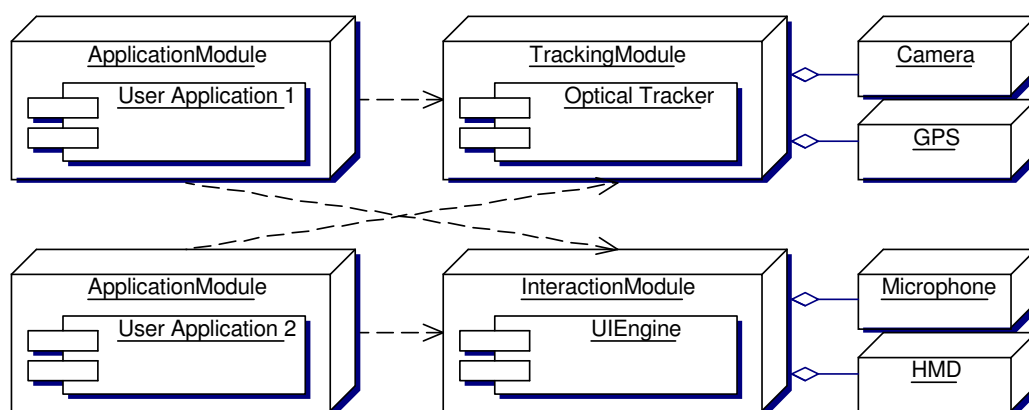 ApplicationModule
User Application 1
TrackingModule
Optical Tracker
Camera
GPS
ApplicationModule
User Application 2
InteractionModule
UIEngine
Microphone
HMD